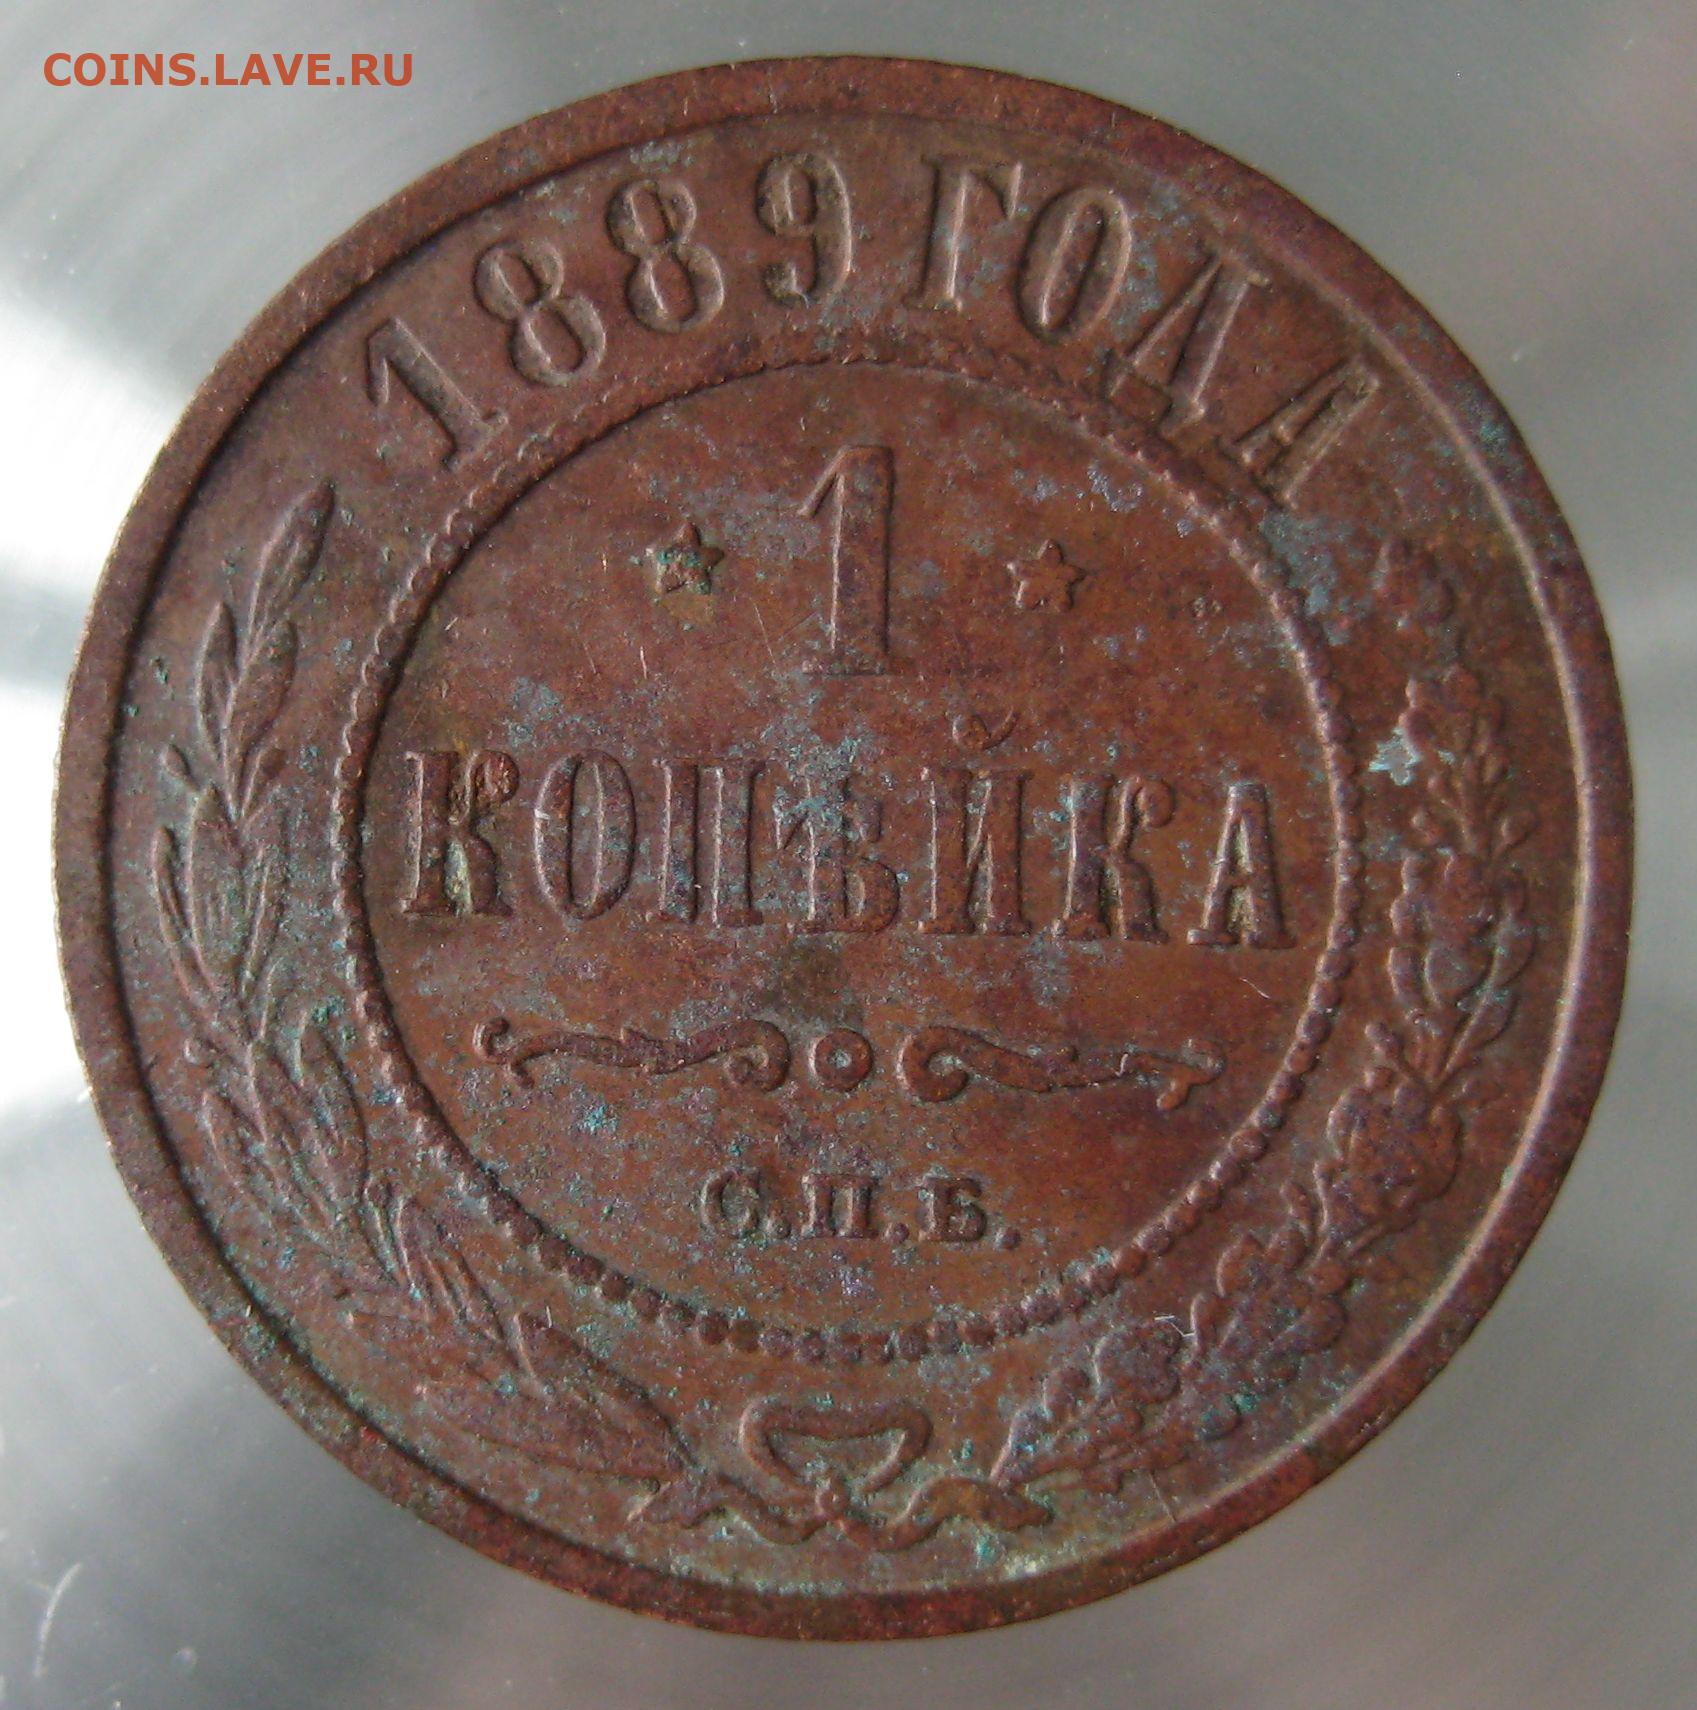 COINS.LAVE.RU
1889 ГОДА
1
КОПѢЙКА
С.П.Б.